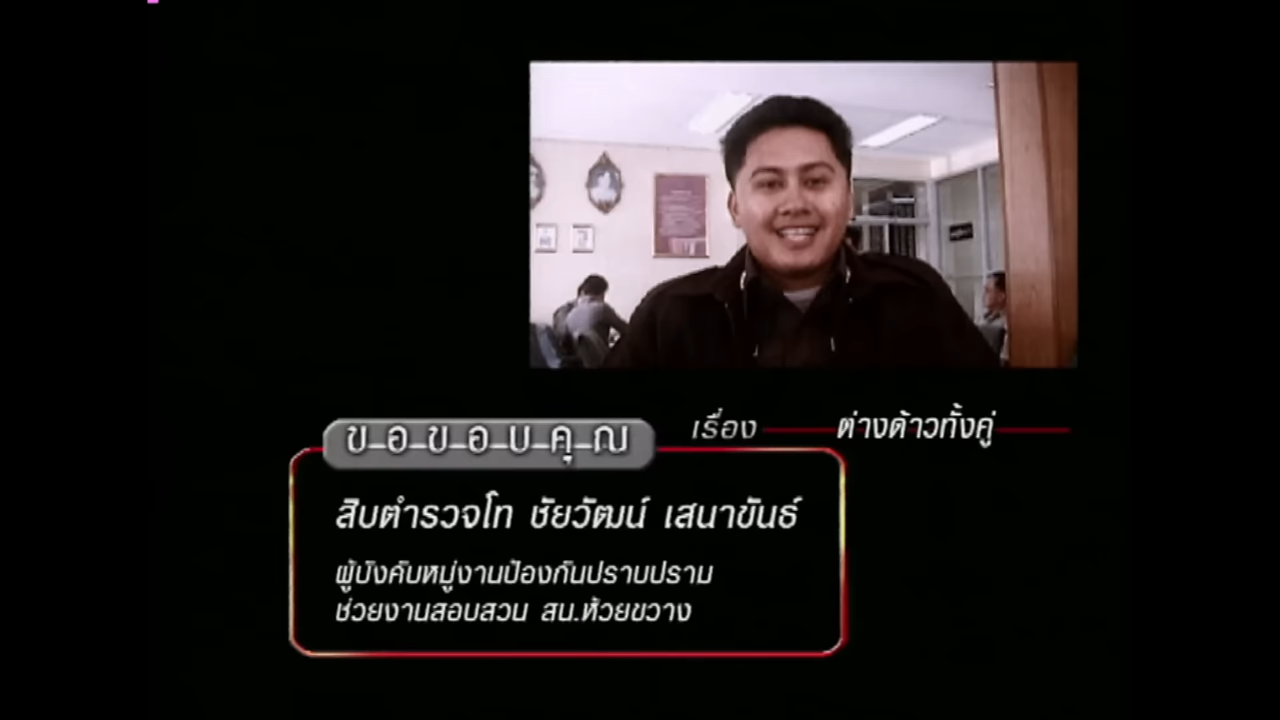 เรื่อง ต่างด้าวทั้งคู่
ขอขอบคุณ
สิบตำรวจโท ชัยวัฒน์ เสนาขันธ์
ผู้บังคับหมู่งานป้องกันปราบปราม
ช่วยงานสอบสวน สน.ห้วยขวาง